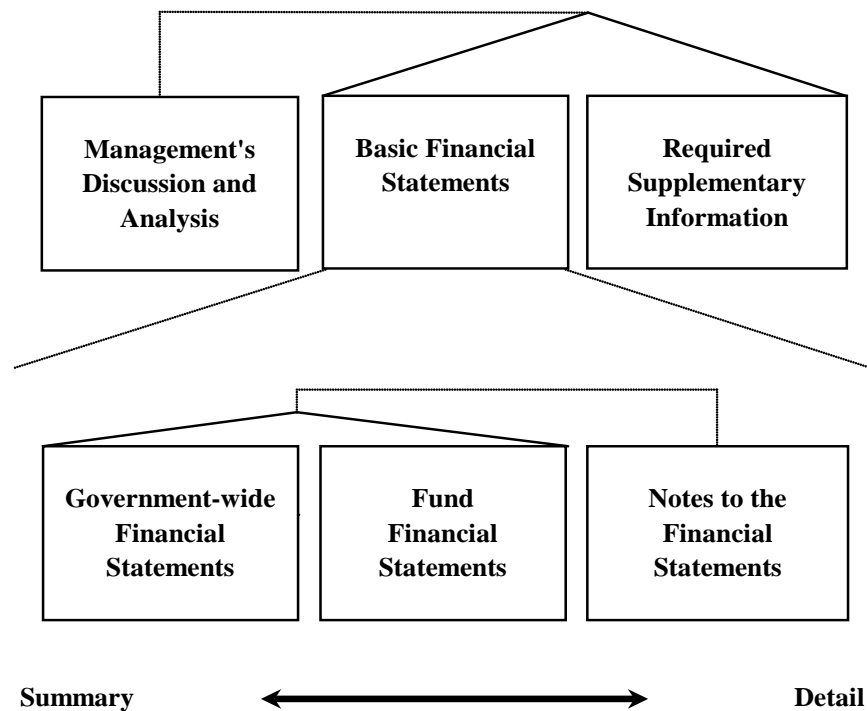 Management's
Discussion and
Analysis
Basic Financial
Statements
Required
Supplementary
Information
Government-wide
Financial
Statements
Fund
Financial
Statements
Notes to the
Financial
Statements
Summary
Detail